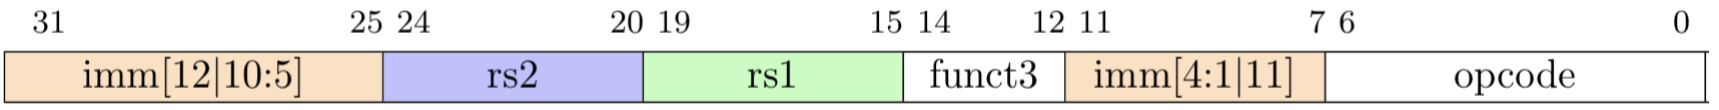 31 25 24 20 19 15 14 12 11 7 6 0
imm[12|10:5] rs2 rs1 funct3 imm[4:1|11] opcode